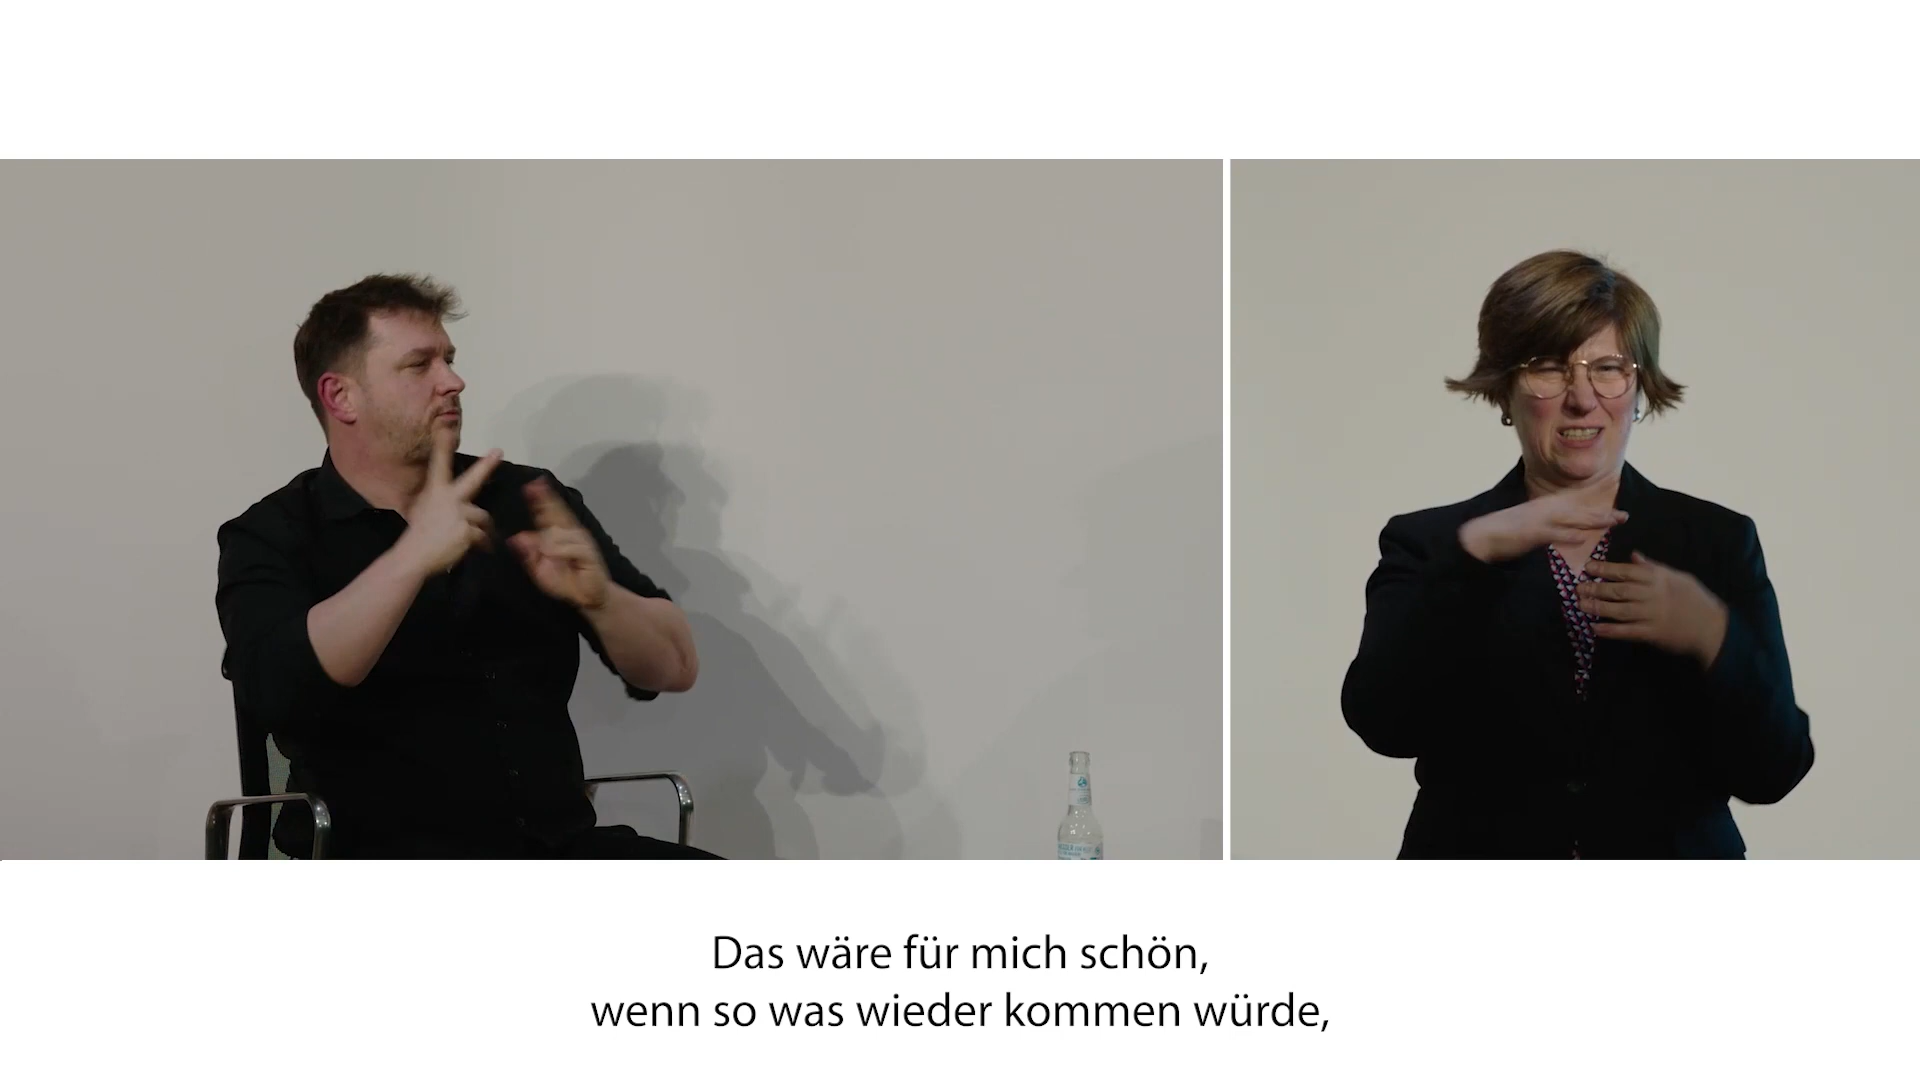 Das wäre für mich schön,
wenn so was wieder kommen würde,